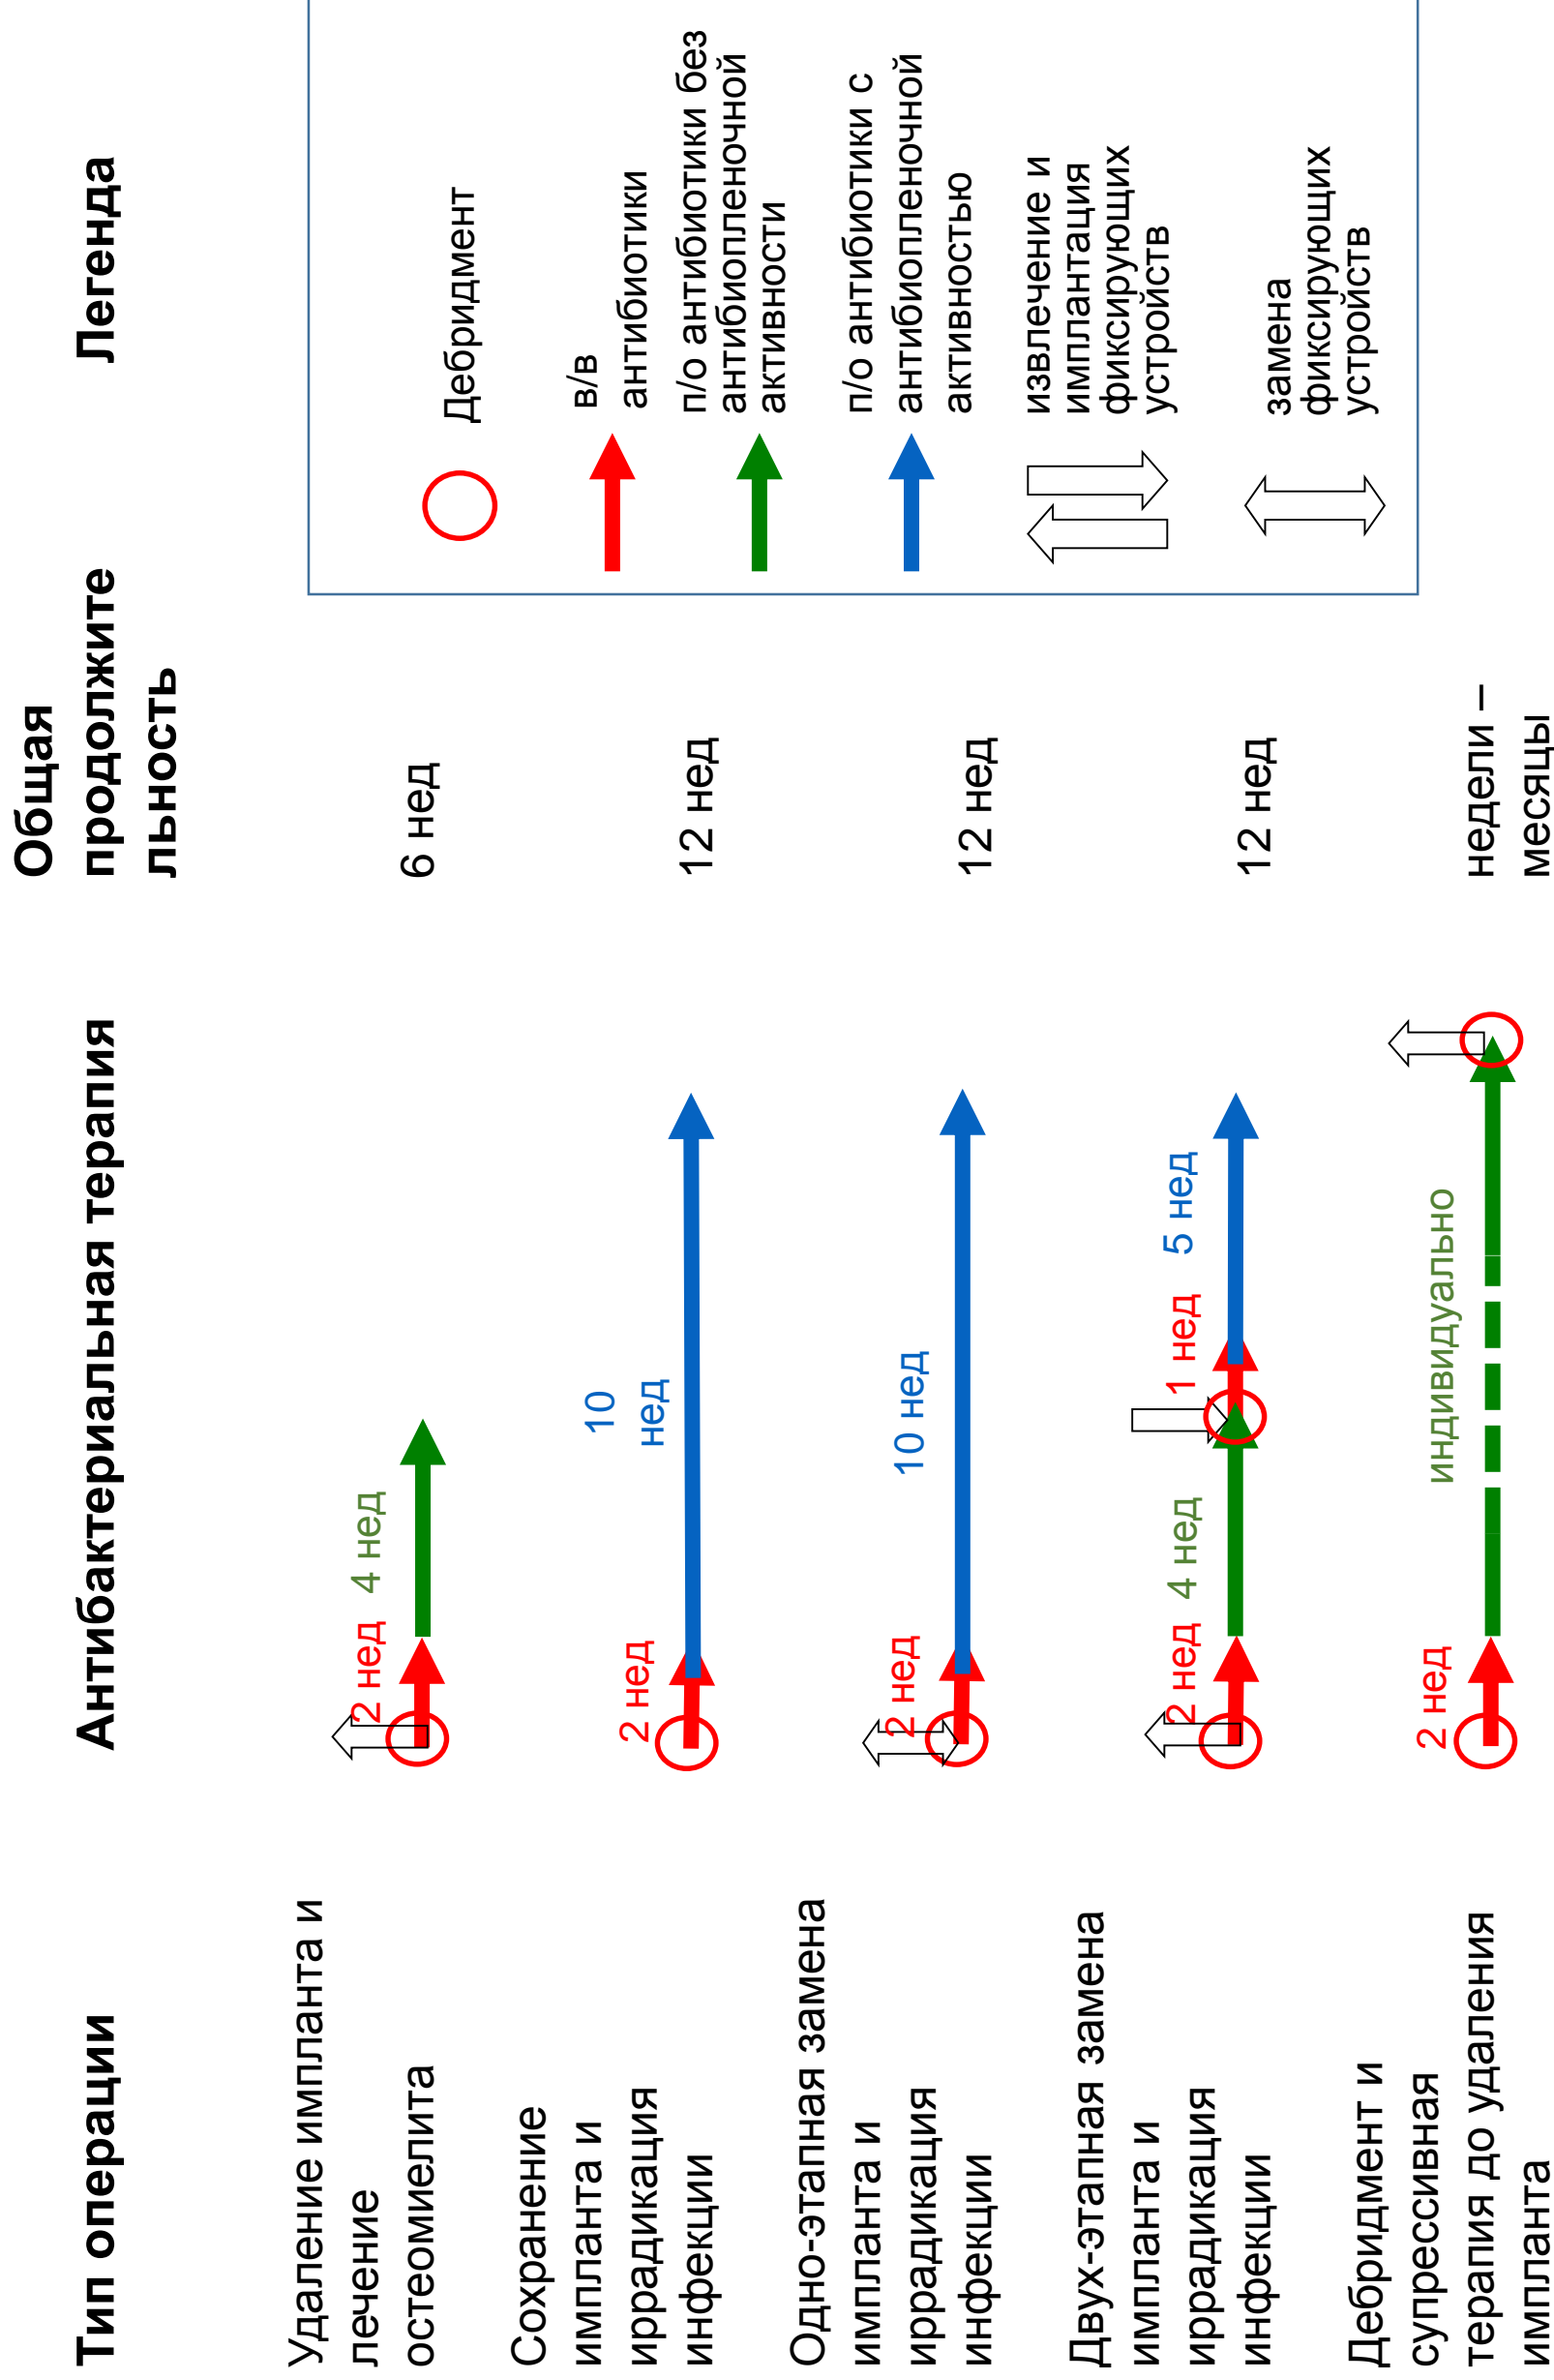 Тип операции
Антибактериальная терапия
Общая
продолжите
льность
Легенда
Удаление импланта и
лечение
остеомиелита
2 нед
4 нед
6 нед
Сохранение
импланта и
иррадикация
инфекции
2 нед
10
нед
12 нед
Одно-этапная замена
импланта и
иррадикация
инфекции
2 нед
10 нед
12 нед
Двух-этапная замена
импланта и
иррадикация
инфекции
2 нед
4 нед
1 нед
5 нед
12 нед
Дебридмент и
супрессивная
терапия до удаления
импланта
2 нед
индивидуально
недели –
месяцы
Дебридмент
в/в
антибиотики
п/о антибиотики без
антибиопленочной
активности
п/о антибиотики с
антибиопленочной
активностью
извлечение и
имплантация
фиксирующих
устройств
замена
фиксирующих
устройств